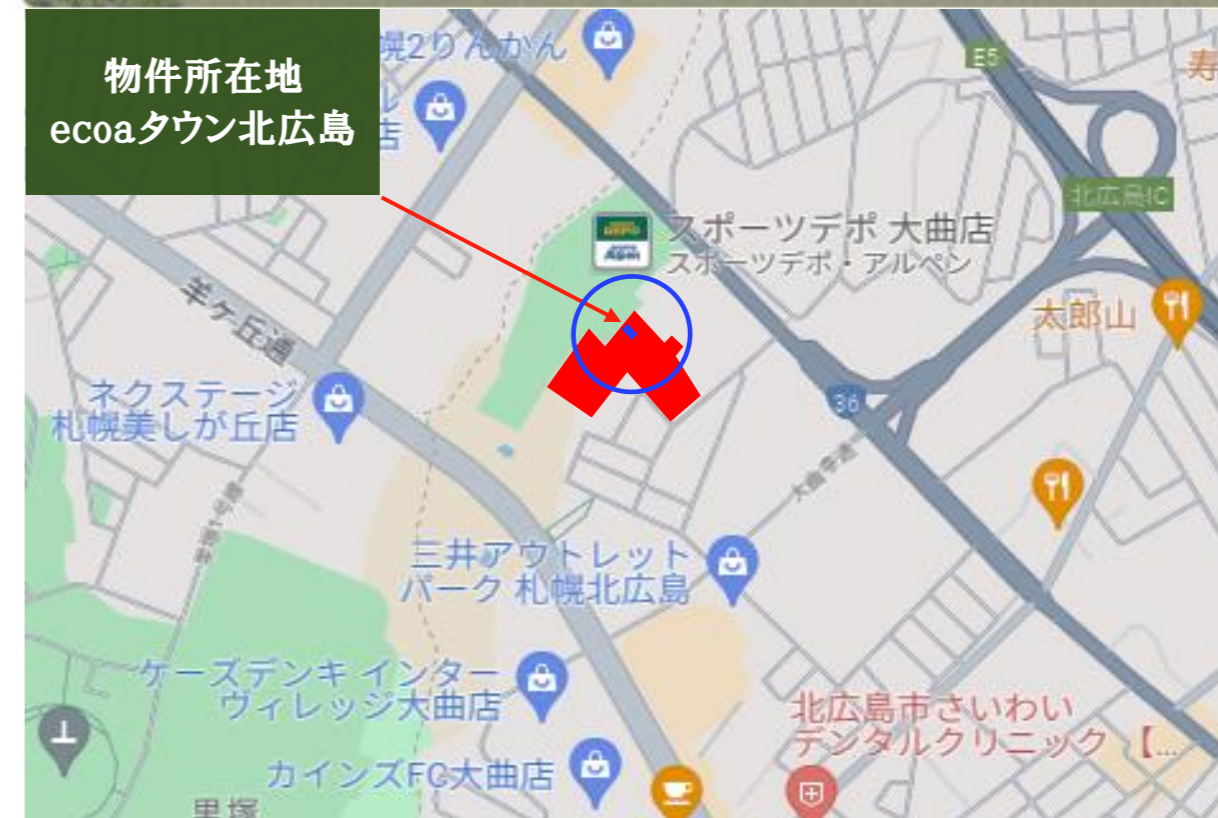 物件所在地
ecoaタウン北広島
幌2りんかん
店
E5
寿
北広島IC
スポーツデポ 大曲店
スポーツデポ・アルペン
太郎山
羊ケ丘通
ネクステージ
札幌美しが丘店
36
三井アウトレット
パーク 札幌北広島
ケーズデンキ インター
ヴィレッジ大曲店
北広島市さいわい
デンタルクリニック【...
カインズFC大曲店
里塚